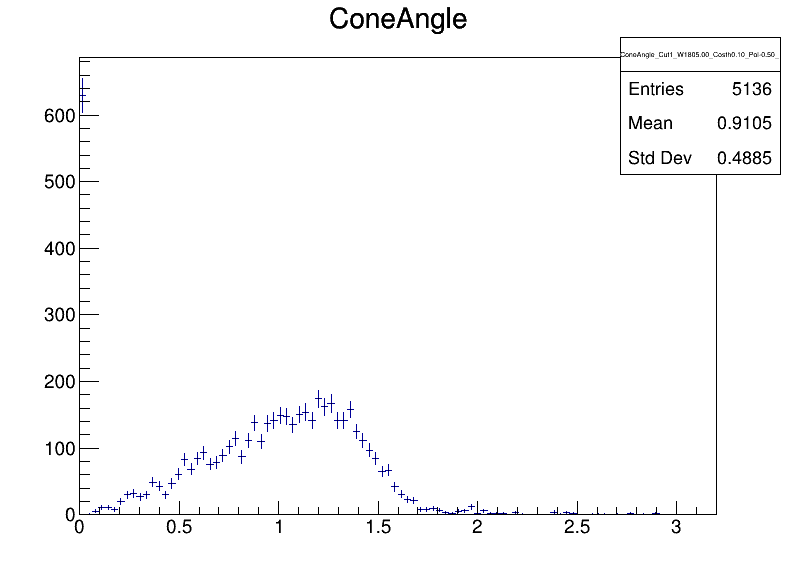 ConeAngle
ConeAngle_Cut1_W1805.00_Costh0.10_Pol-0.50_
Entries 5136
Mean 0.9105
Std Dev 0.4885
600
500
400
300
200
100
0
0 0.5 1 1.5 2 2.5 3